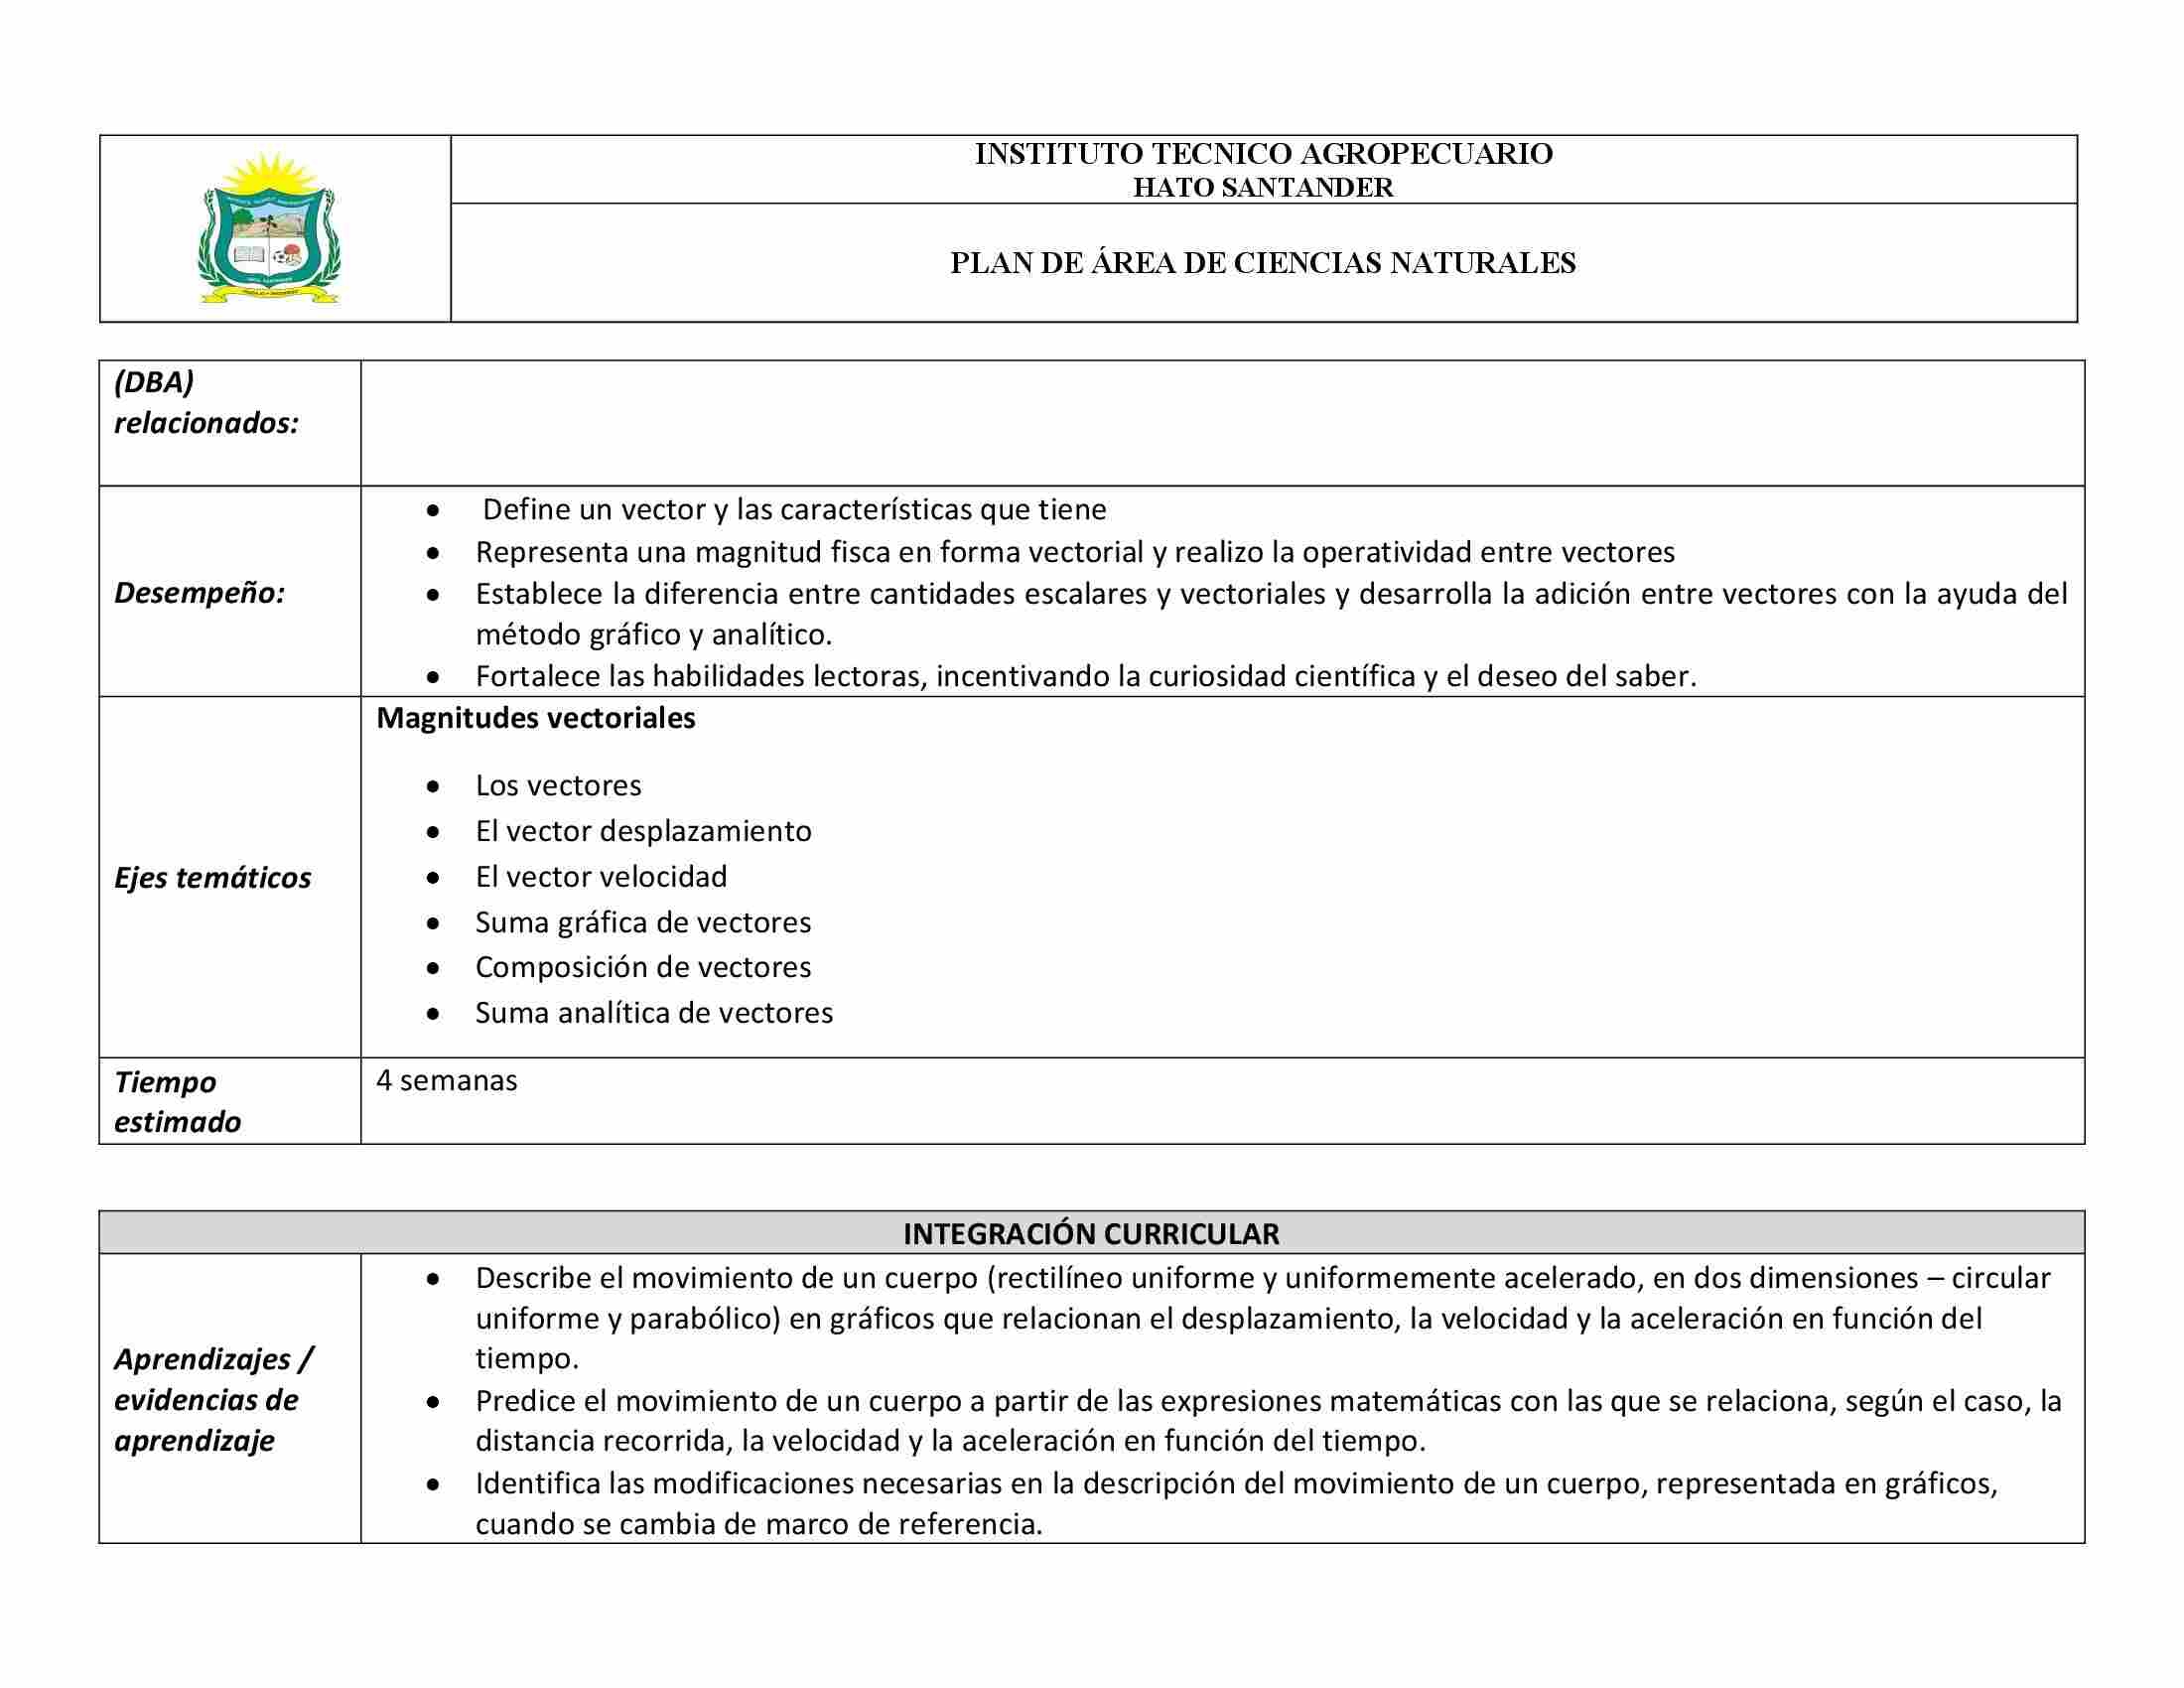 INSTITUTO TECNICO AGROPECUARIO
HATO SANTANDER
PLAN DE ÁREA DE CIENCIAS NATURALES
(DBA)
relacionados:
Desempeño:
• Define un vector y las características que tiene
• Representa una magnitud fisca en forma vectorial y realizo la operatividad entre vectores
• Establece la diferencia entre cantidades escalares y vectoriales y desarrolla la adición entre vectores con la ayuda del
método gráfico y analítico.
• Fortalece las habilidades lectoras, incentivando la curiosidad científica y el deseo del saber.
Ejes temáticos
Magnitudes vectoriales
• Los vectores
• El vector desplazamiento
• El vector velocidad
• Suma gráfica de vectores
• Composición de vectores
• Suma analítica de vectores
Tiempo
estimado
4 semanas
INTEGRACIÓN CURRICULAR
Aprendizajes /
evidencias de
aprendizaje
• Describe el movimiento de un cuerpo (rectilíneo uniforme y uniformemente acelerado, en dos dimensiones – circular
uniforme y parabólico) en gráficos que relacionan el desplazamiento, la velocidad y la aceleración en función del
tiempo.
• Predice el movimiento de un cuerpo a partir de las expresiones matemáticas con las que se relaciona, según el caso, la
distancia recorrida, la velocidad y la aceleración en función del tiempo.
• Identifica las modificaciones necesarias en la descripción del movimiento de un cuerpo, representada en gráficos,
cuando se cambia de marco de referencia.